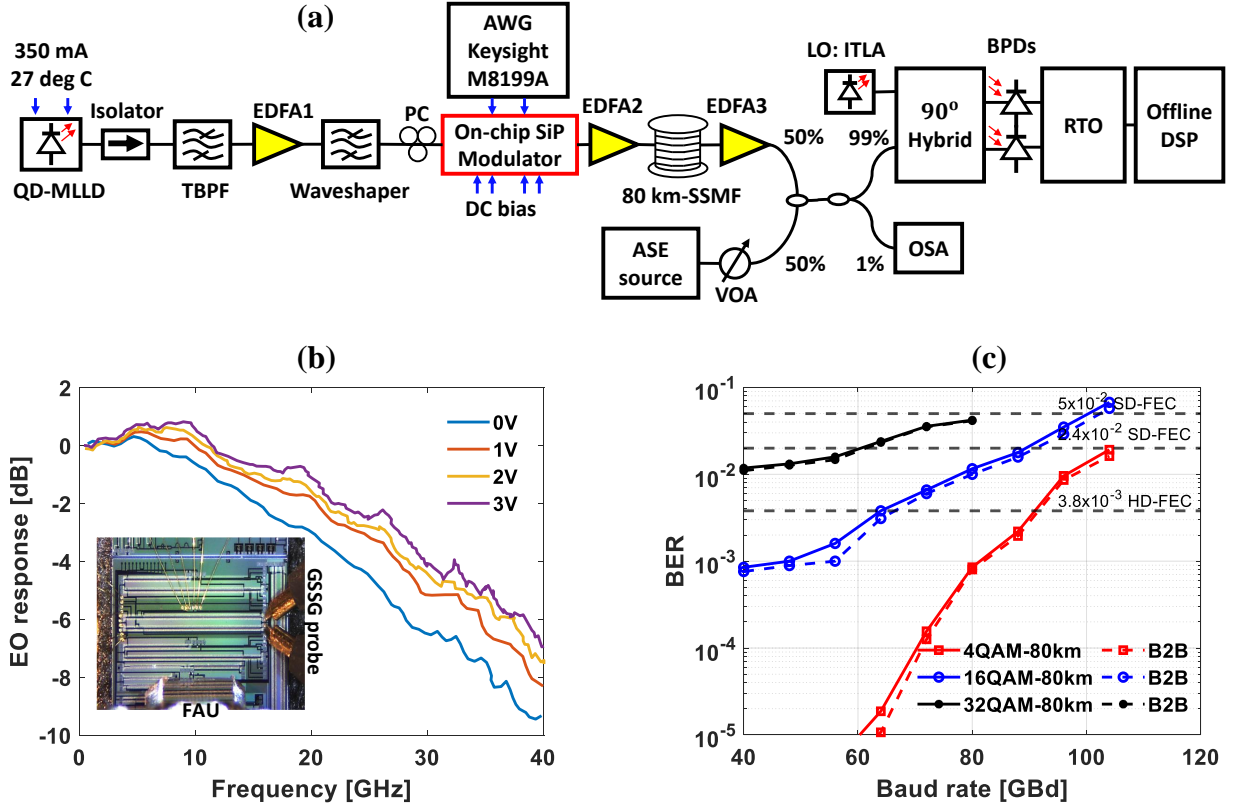 (a)
350 mA
27 deg C
Isolator
EDFA1
PC
AWG
Keysight
M8199A
EDFA2
EDFA3
LO: ITLA
BPDs
QD-MLLD
TBPF
Waveshaper
On-chip SiP
Modulator
DC bias
80 km-SSMF
50%
99%
90⁰
Hybrid
RTO
Offline
DSP
ASE
source
VOA
50%
1%
OSA
(b)
2
0
-2
-4
-6
-8
-10
EO response [dB]
0V
1V
2V
3V
GSSG probe
FAU
0
10
20
30
40
Frequency [GHz]
(c)
10⁻¹
10⁻²
10⁻³
10⁻⁴
10⁻⁵
BER
5x10⁻² SD-FEC
.4x10⁻² SD-FEC
3.8x10⁻³ HD-FEC
4QAM-80km
B2B
16QAM-80km
B2B
32QAM-80km
B2B
40
60
80
100
120
Baud rate [GBd]